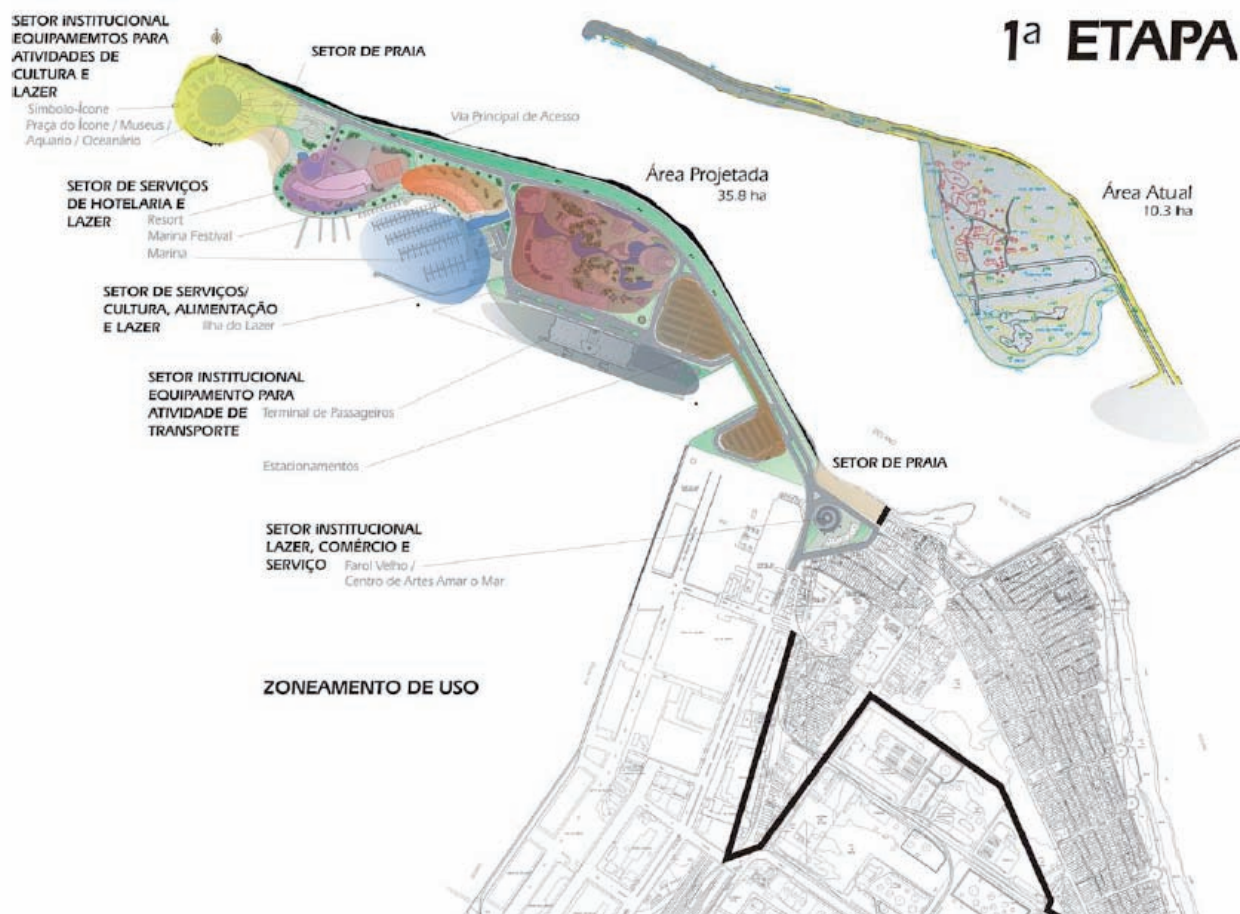 1ª ETAPA
SETOR INSTITUCIONAL
EQUIPAMEMTOS PARA
ATIVIDADES DE
CULTURA E
LAZER
Símbolo-Ícone
Praça do Ícone / Museus /
Aquario / Oceanário
SETOR DE PRAIA
Via Principal de Acesso
Área Projetada
35.8 ha
Área Atual
10.3 ha
SETOR DE SERVIÇOS
DE HOTELARIA E
LAZER
Resort
Marina Festival
Marina
SETOR DE SERVIÇOS/
CULTURA, ALIMENTAÇÃO
E LAZER
Ilha do Lazer
SETOR INSTITUCIONAL
EQUIPAMENTO PARA
ATIVIDADE DE
TRANSPORTE
Terminal de Passageiros
Estacionamentos
SETOR DE PRAIA
SETOR INSTITUCIONAL
LAZER, COMÉRCIO E
SERVIÇO
Farol Velho /
Centro de Artes Amar o Mar
ZONEAMENTO DE USO